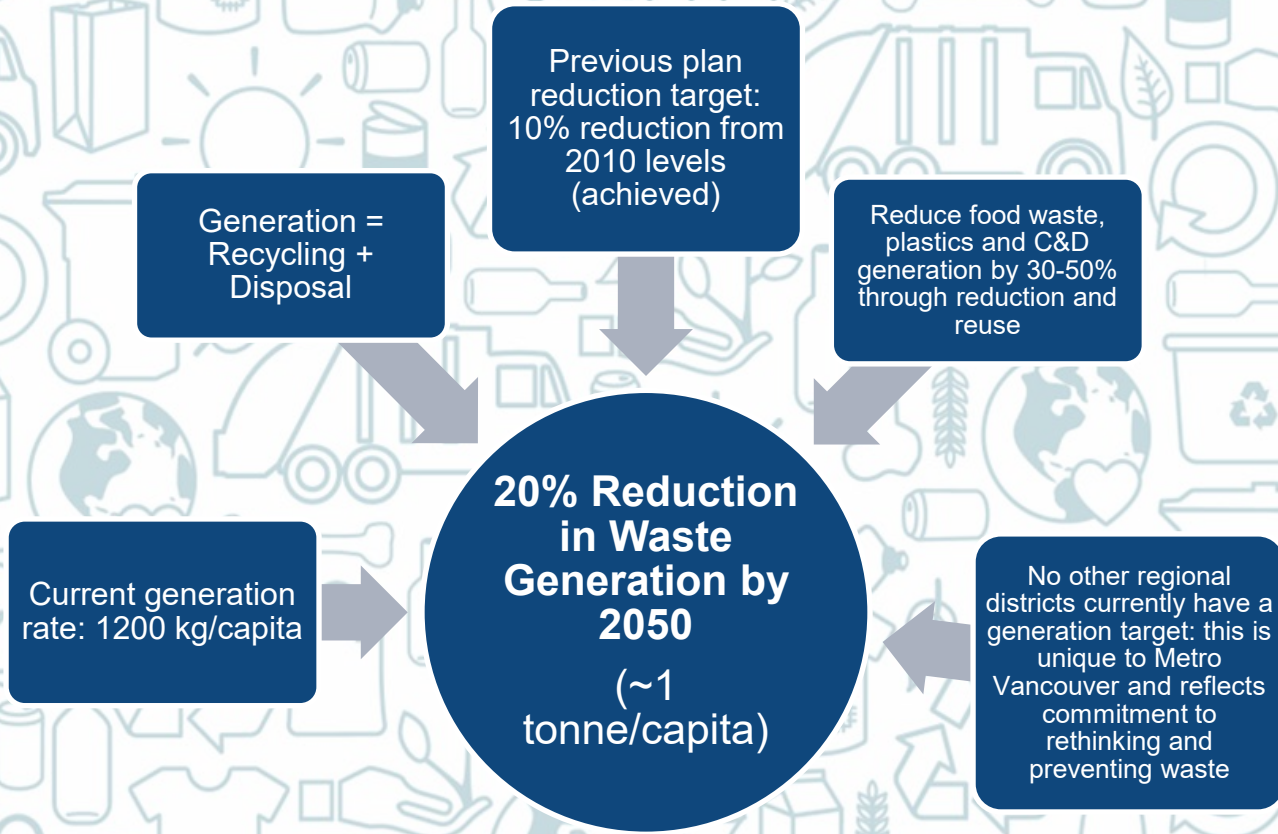 Previous plan
reduction target:
10% reduction from
2010 levels
(achieved)
Generation =
Recycling +
Disposal
Reduce food waste,
plastics and C&D
generation by 30-50%
through reduction and
reuse
Current generation
rate: 1200 kg/capita
20% Reduction
in Waste
Generation by
2050
(~1
tonne/capita)
No other regional
districts currently have a
generation target: this is
unique to Metro
Vancouver and reflects
commitment to
rethinking and
preventing waste